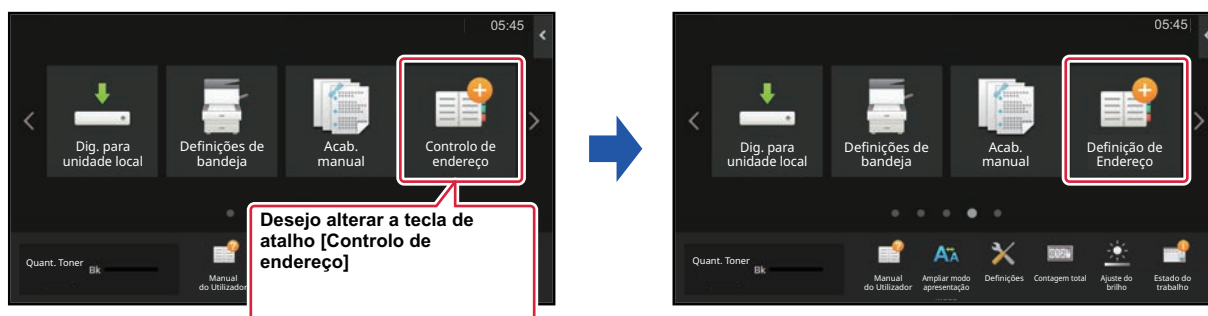 05:45
Dig. para
unidade local
Definições de
bandeja
Acab.
manual
Controlo de
endereço
Desejo alterar a tecla de
atalho [Controlo de
endereço]
Quant. Toner
Bk
Manual
do Utilizador
05:45
Dig. para
unidade local
Definições de
bandeja
Acab.
manual
Definição de
Endereço
Quant. Toner
Bk
Manual
do Utilizador
Ampliar modo
apresentação
Definições
Contagem total
Ajuste do
brilho
Estado do
trabalho